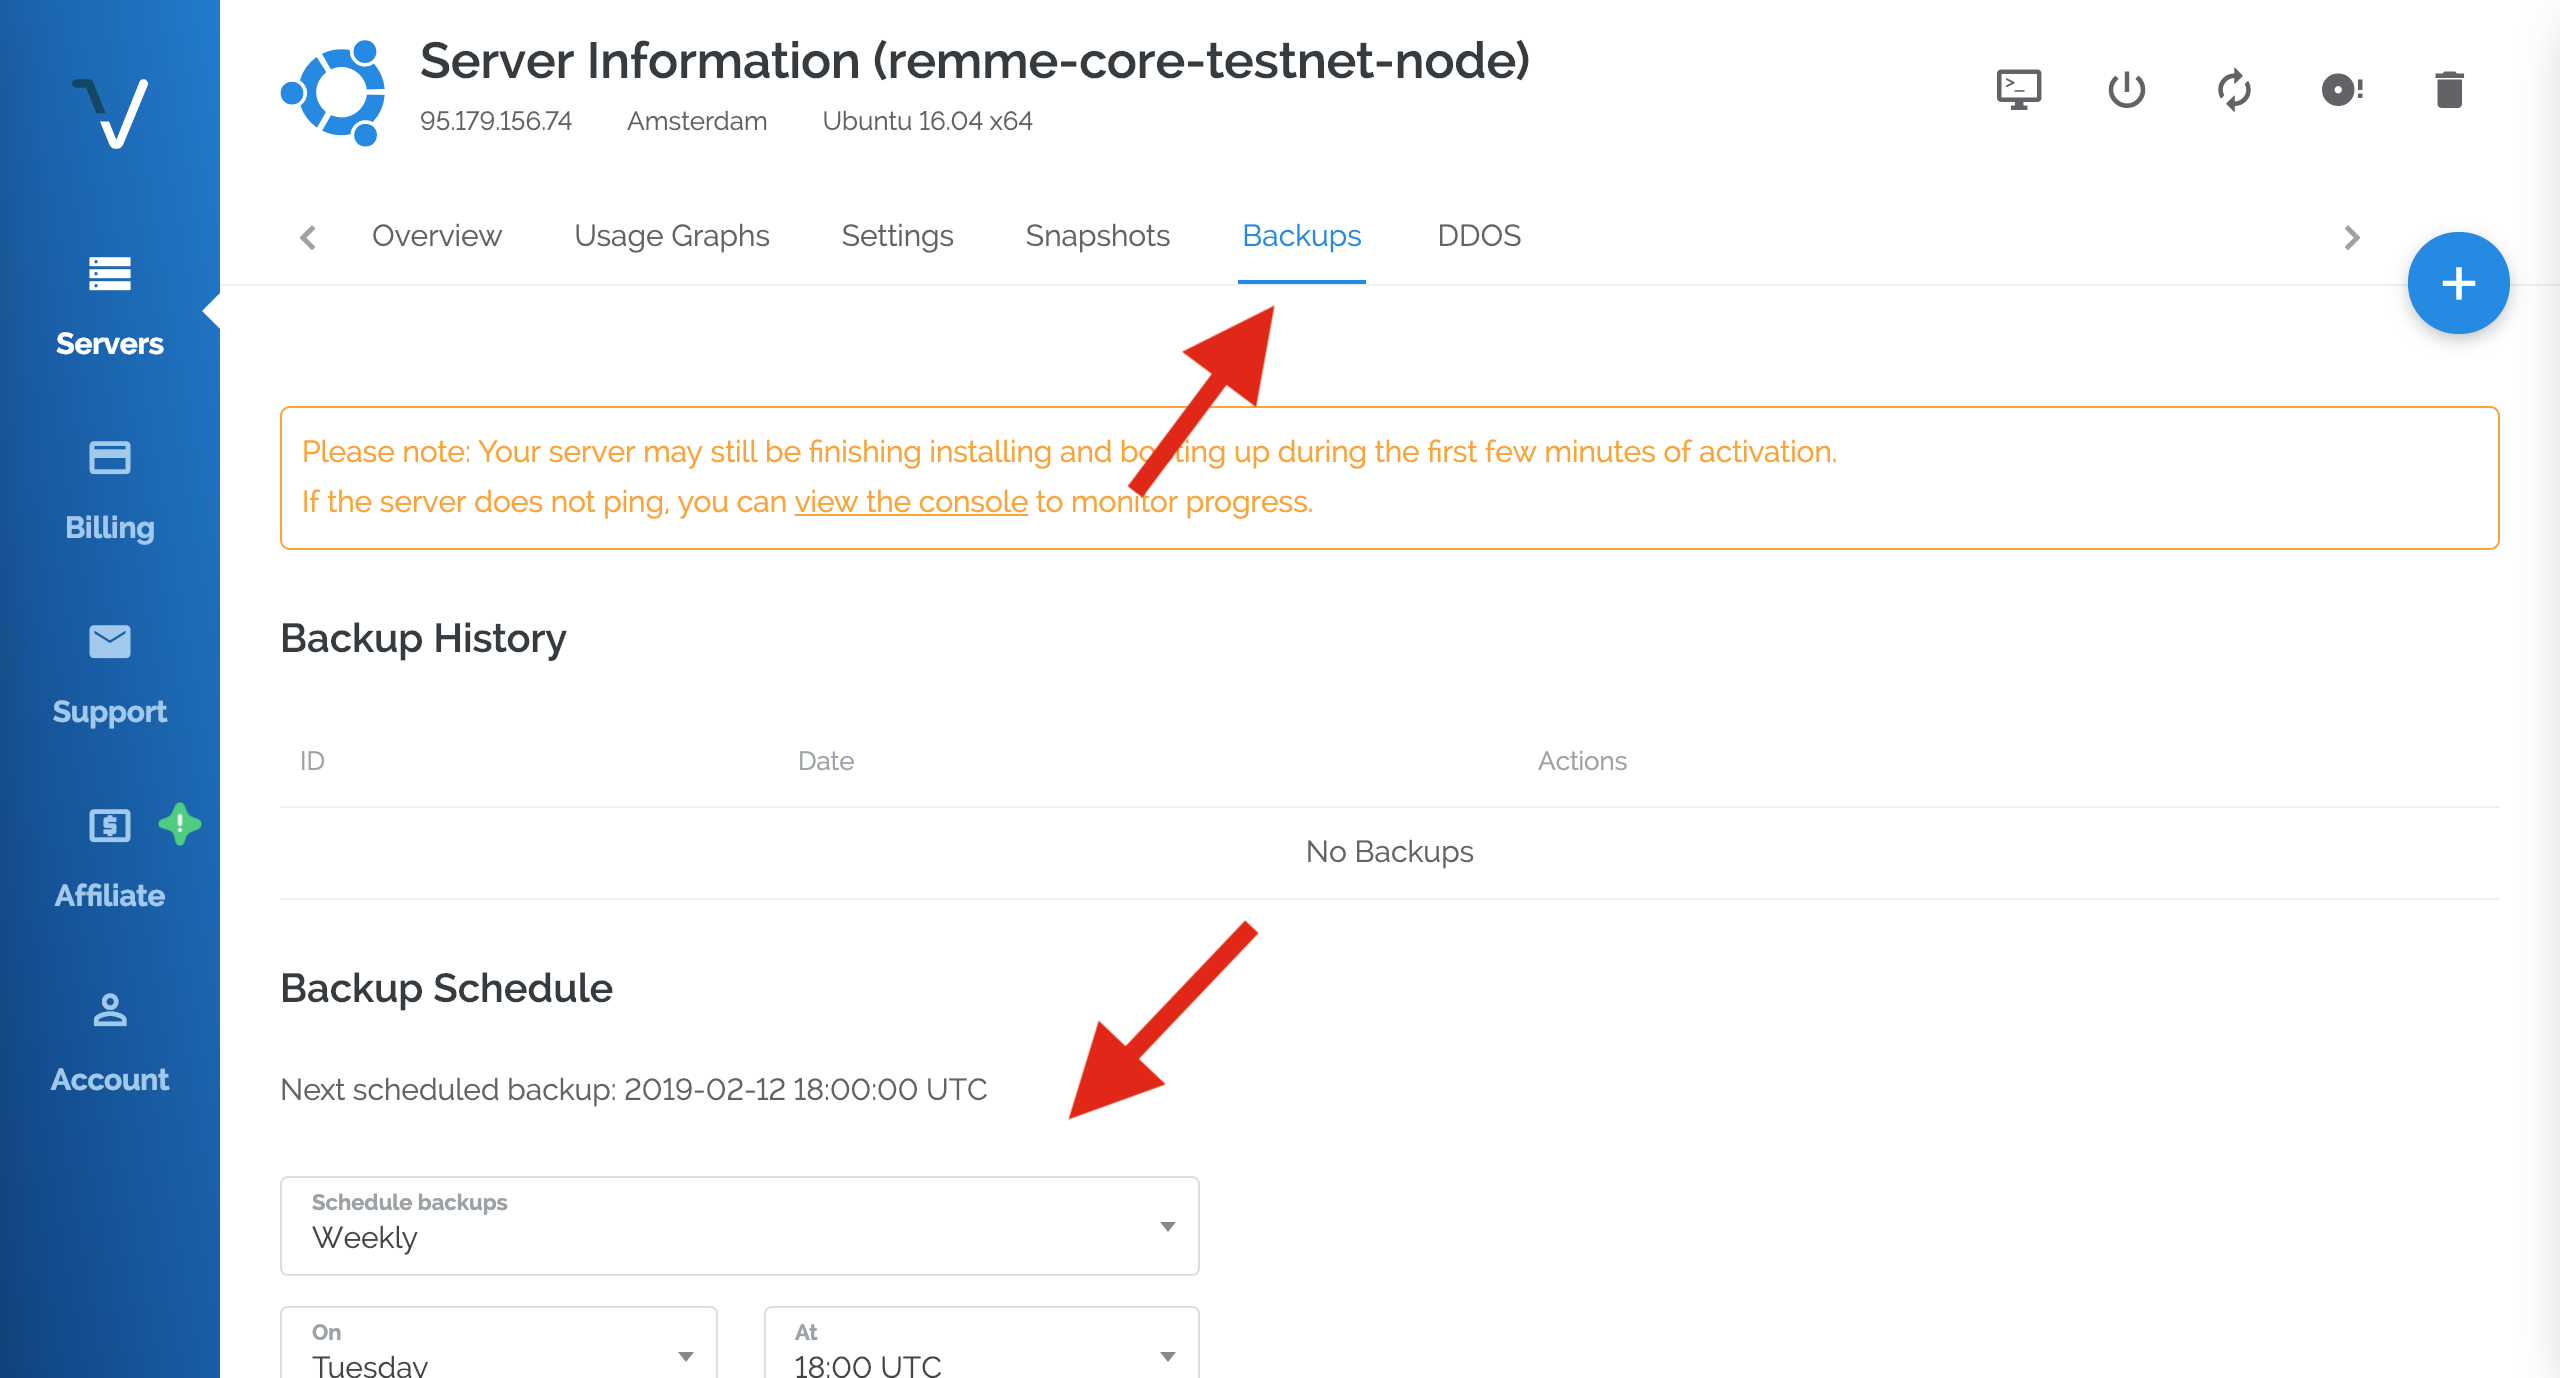 Server Information (remme-core-testnet-node)
95.179.156.74 Amsterdam Ubuntu 16.04 x64
Overview Usage Graphs Settings Snapshots Backups DDOS
Servers
Billing
Support
Affiliate
Account
Please note: Your server may still be finishing installing and booting up during the first few minutes of activation.
If the server does not ping, you can view the console to monitor progress.
Backup History
ID Date Actions
No Backups
Backup Schedule
Next scheduled backup: 2019-02-12 18:00:00 UTC
Schedule backups
Weekly
On
Tuesday
At
18:00 UTC